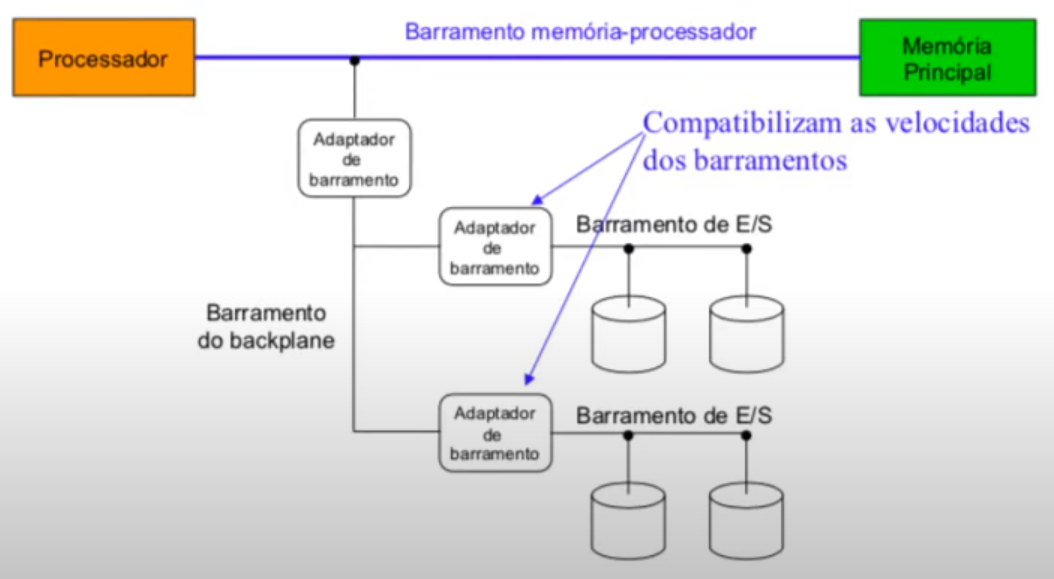 Barramento memória-processador
Processador
Memória
Principal
Compatibilizam as velocidades
dos barramentos
Adaptador
de
barramento
Adaptador
de
barramento
Barramento de E/S
Barramento
do backplane
Adaptador
de
barramento
Barramento de E/S